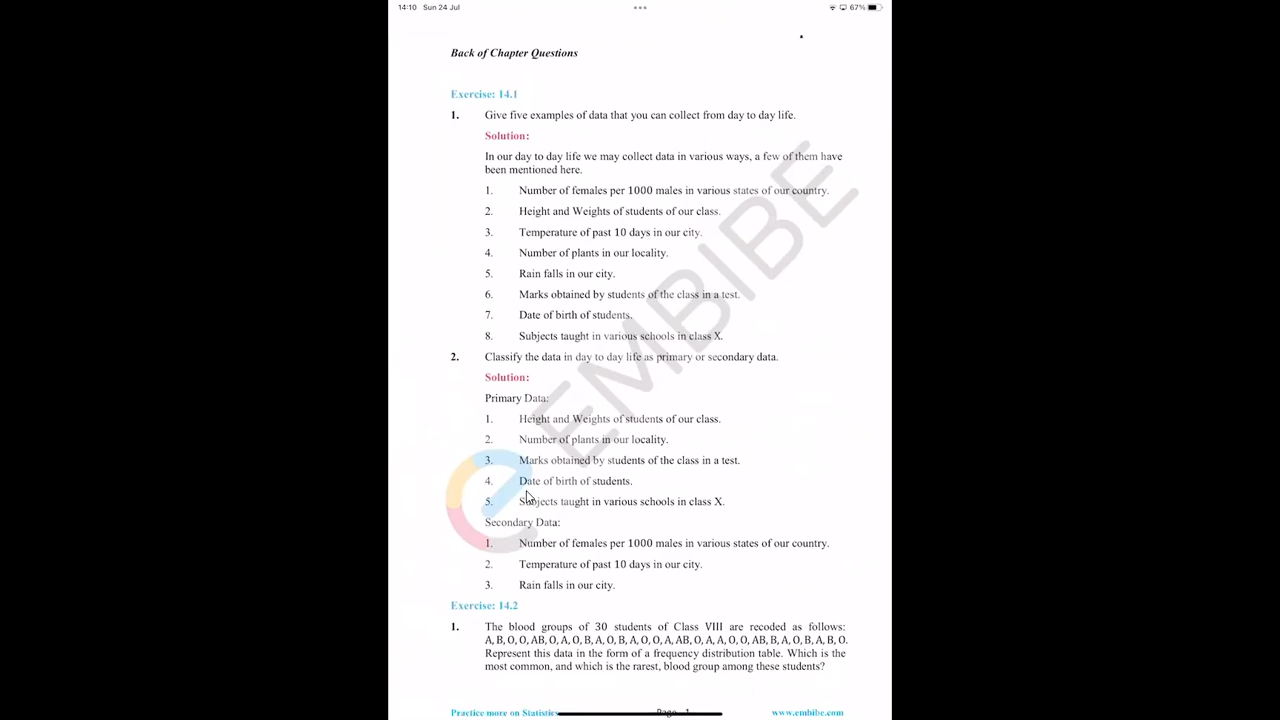 14:10 Sun 24 Jul
67%
Back of Chapter Questions
Exercise: 14.1
1. Give five examples of data that you can collect from day to day life.
Solution:
In our day to day life we may collect data in various ways, a few of them have
been mentioned here.
1. Number of females per 1000 males in various states of our country.
2. Height and Weights of students of our class.
3. Temperature of past 10 days in our city.
4. Number of plants in our locality.
5. Rain falls in our city.
6. Marks obtained by students of the class in a test.
7. Date of birth of students.
8. Subjects taught in various schools in class X.
2. Classify the data in day to day life as primary or secondary data.
Solution:
Primary Data:
1. Height and Weights of students of our class.
2. Number of plants in our locality.
3. Marks obtained by students of the class in a test.
4. Date of birth of students.
5. Subjects taught in various schools in class X.
Secondary Data:
1. Number of females per 1000 males in various states of our country.
2. Temperature of past 10 days in our city.
3. Rain falls in our city.
Exercise: 14.2
1. The blood groups of 30 students of Class VIII are recoded as follows:
A, B, O, O, AB, O, A, O, B, A, O, B, A, O, O, A, AB, O, A, A, O, O, AB, B, A, O, B, A, B, O.
Represent this data in the form of a frequency distribution table. Which is the
most common, and which is the rarest, blood group among these students?
Practice more on Statistics Page - 1 www.embibe.com
EMBIBE